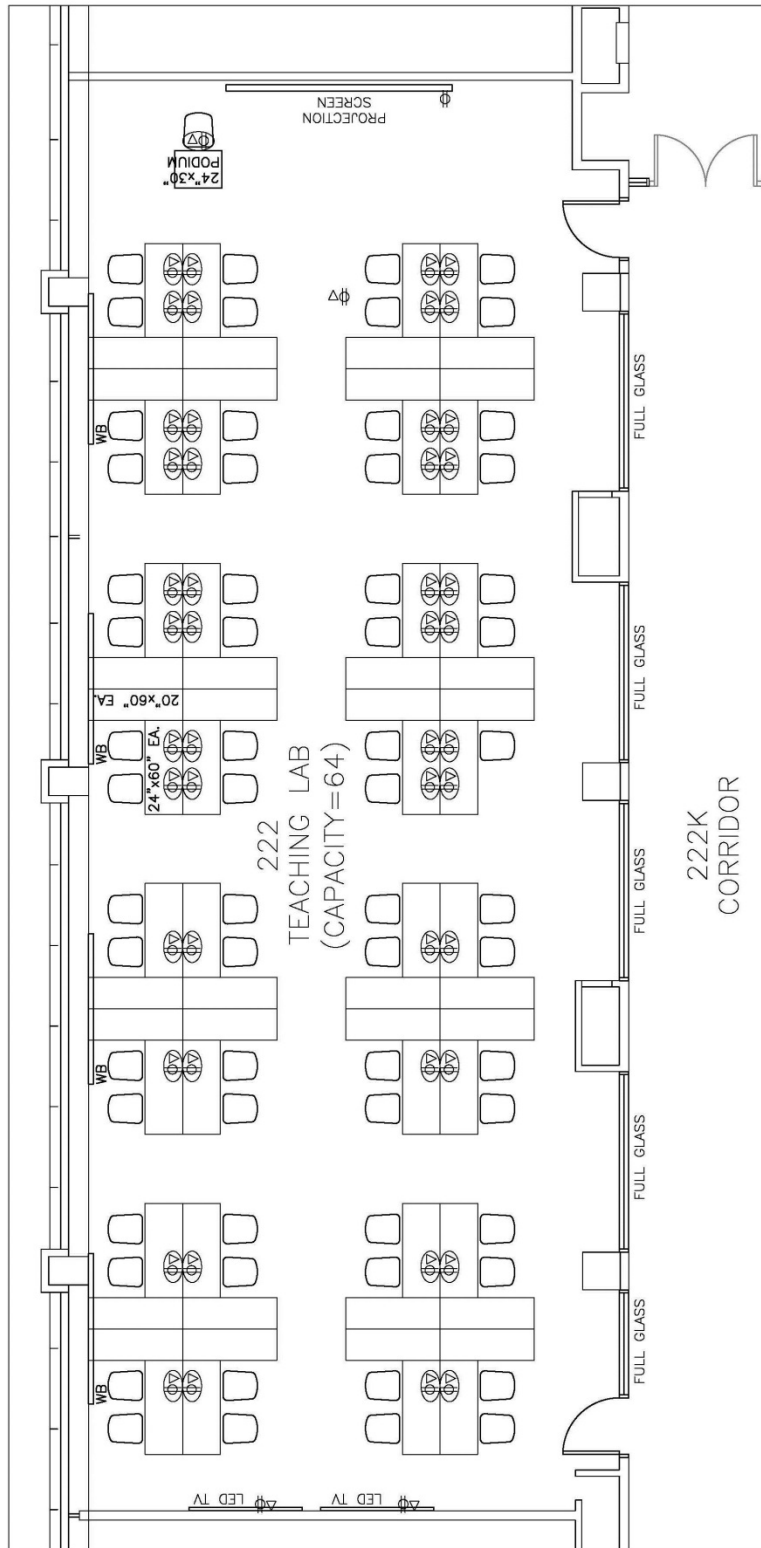 PROJECTION
SCREEN
24"x30"
PODIUM
WB
FULL GLASS
20"x60" EA.
FULL GLASS
WB
24"x60" EA.
222
TEACHING LAB
(CAPACITY=64)
222K
CORRIDOR
FULL GLASS
WB
FULL GLASS
FULL GLASS
WB
LED TV
LED TV